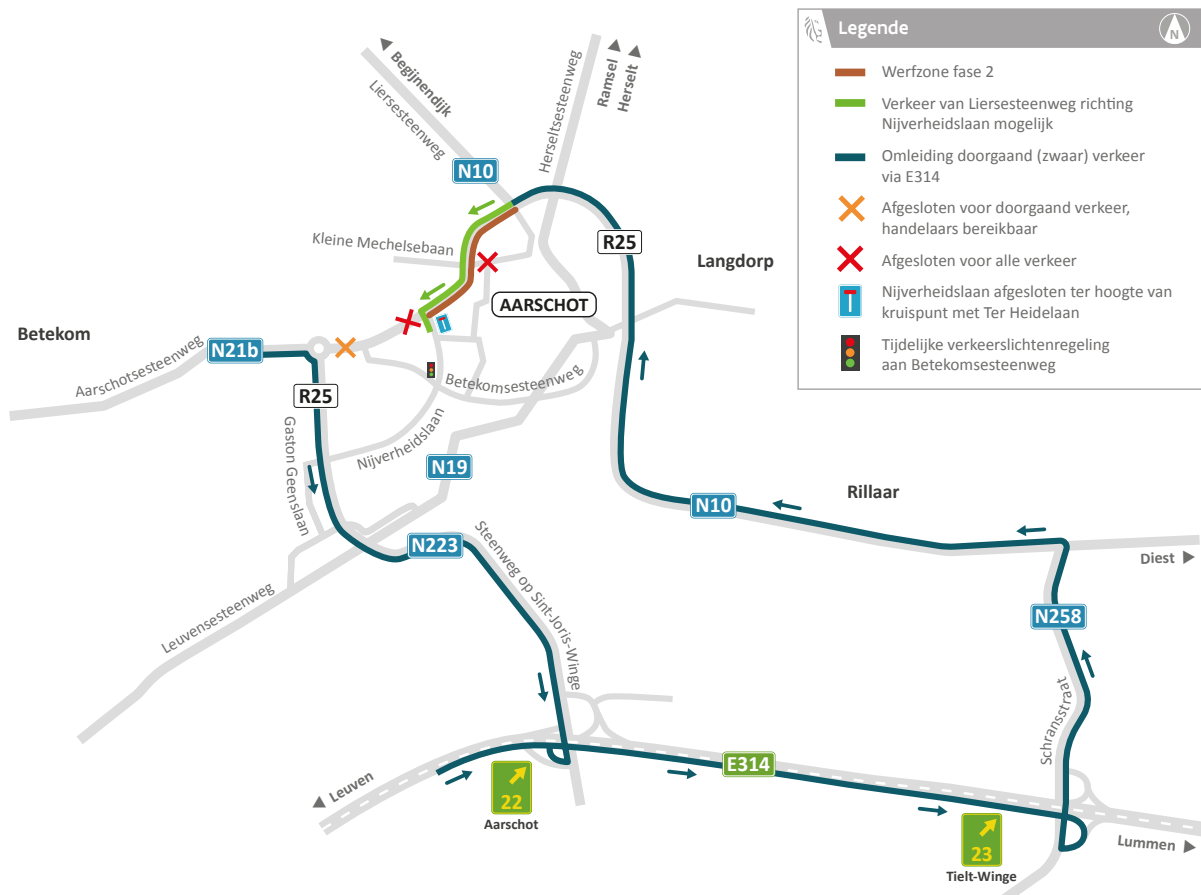 Legende
N
Werfzone fase 2
Verkeer van Liersesteenweg richting
Nijverheidslaan mogelijk
Omleiding doorgaand (zwaar) verkeer
via E314
Afgesloten voor doorgaand verkeer,
handelaars bereikbaar
Afgesloten voor alle verkeer
Nijverheidslaan afgesloten ter hoogte van
kruispunt met Ter Heidelaan
Tijdelijke verkeerslichtenregeling
aan Betekomsesteenweg
Begijnendijk
Liersesteenweg
Herseltsesteenweg
Ramsel
Herselt
N10
Kleine Mechelsebaan
R25
Langdorp
AARSCHOT
Betekom
N21b
Aarschotsesteenweg
R25
Betekomsesteenweg
Gaston Geenslaan
Nijverheidslaan
N19
Rillaar
N10
N223
Steenweg op Sint-Joris-Winge
Diest
Leuvensesteenweg
N258
Schransstraat
E314
Leuven
22
Aarschot
23
Tielt-Winge
Lummen